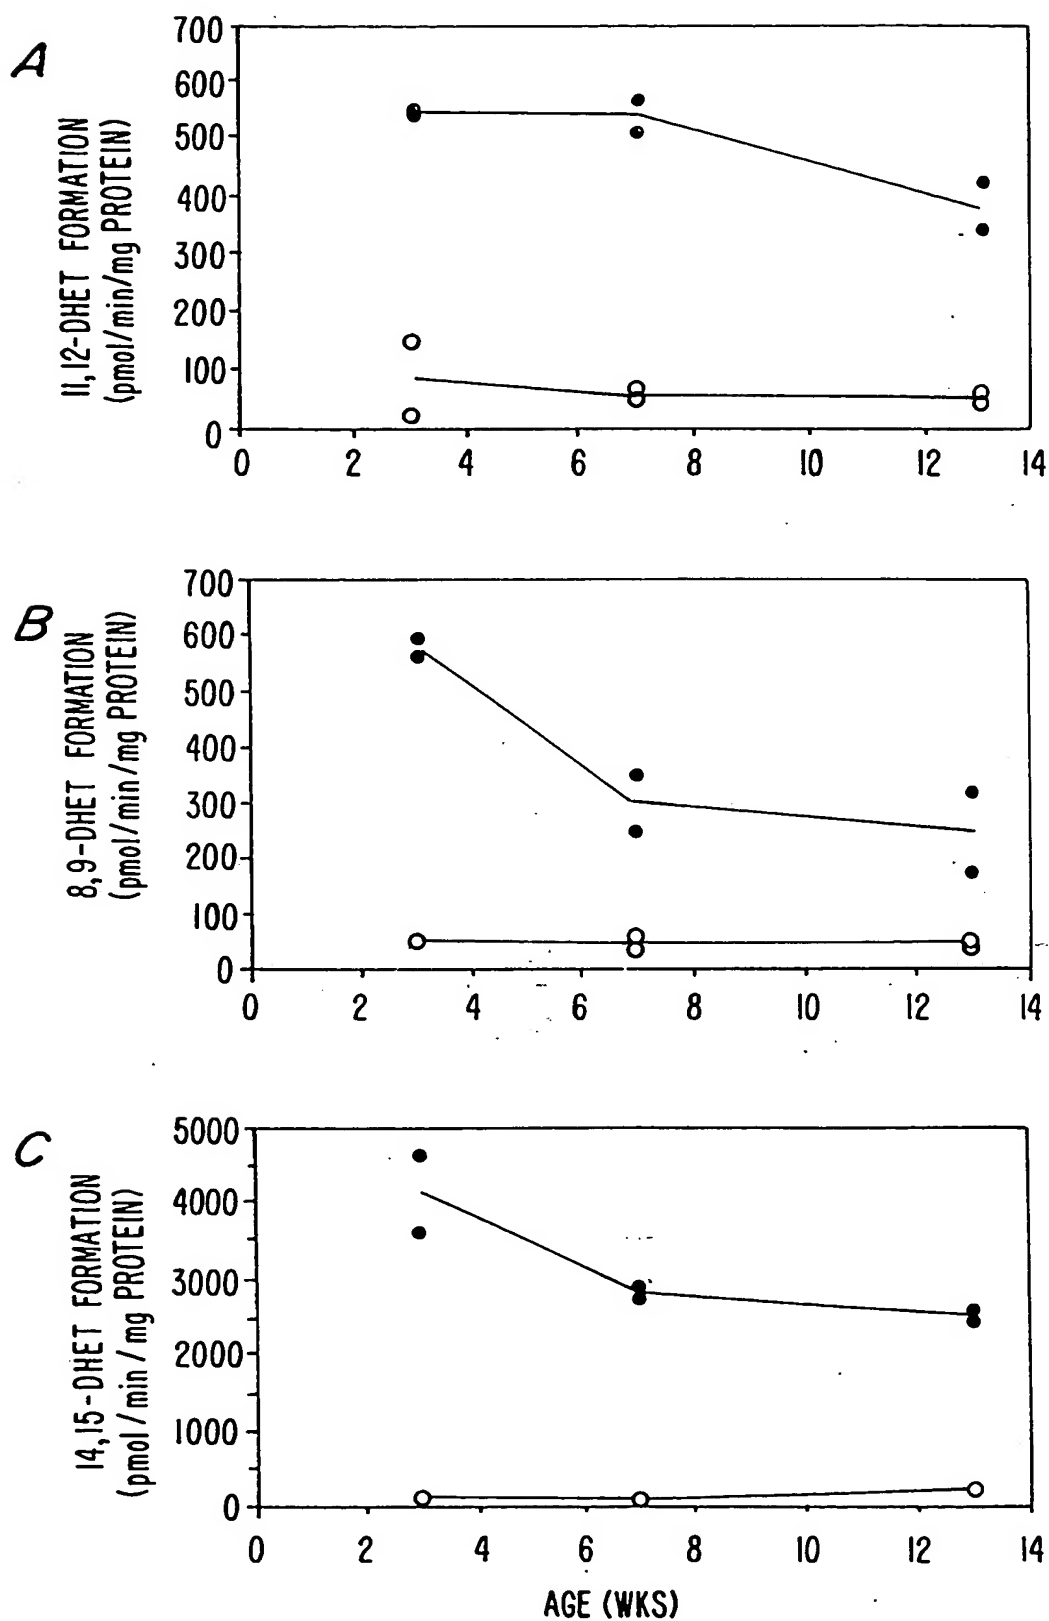 A
11,12-DHET FORMATION
(pmol/min/mg PROTEIN)
700
600
500
400
300
200
100
0
0 2 4 6 8 10 12 14
B
8,9-DHET FORMATION
(pmol/min/mg PROTEIN)
700
600
500
400
300
200
100
0
0 2 4 6 8 10 12 14
C
14,15-DHET FORMATION
(pmol/min/mg PROTEIN)
5000
4000
3000
2000
1000
0
0 2 4 6 8 10 12 14
AGE (WKS)